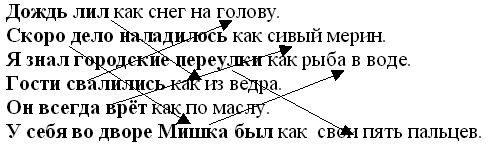 Дождь лил как снег на голову.
Скоро дело наладилось как сивый мерин.
Я знал городские переулки как рыба в воде.
Гости свалились как из ведра.
Он всегда врёт как по маслу.
У себя во дворе Мишка был как свои пять пальцев.